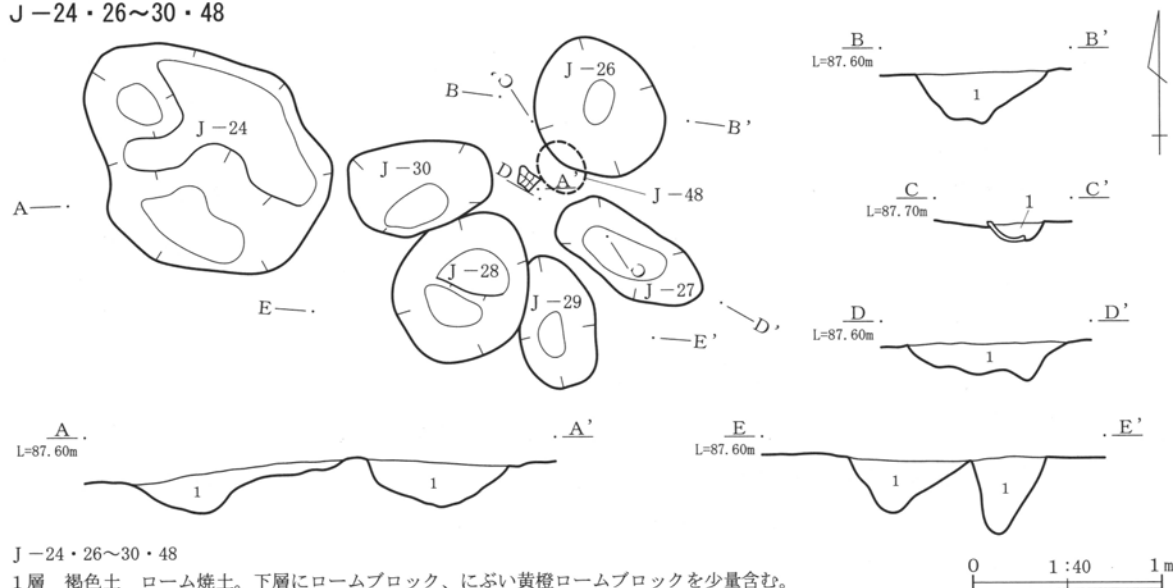 J－24・26～30・48
J－26
B
B'
L=87.60m
1
C
B
B'
J－24
J－30
D
A'
J－48
C
C'
L=87.70m
1
A
J－28
C
J－27
J－29
E
E'
D'
D
D'
L=87.60m
1
A
A'
L=87.60m
1
1
E
E'
L=87.60m
1
1
J－24・26～30・48
1層　褐色土　ローム焼土。下層にロームブロック、にぶい黄橙ロームブロックを少量含む。
0　1:40　1m